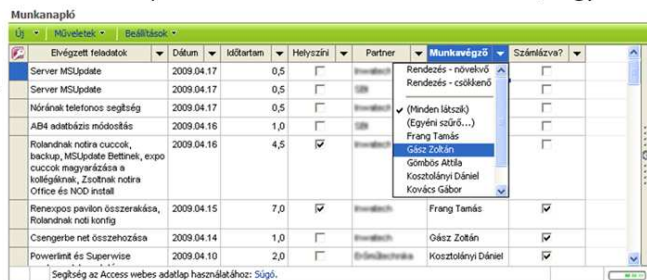 Munkanapló
Új Műveletek Beállítások
Elvégzett feladatok Dátum Időtartam Helyszíni Partner Munkavégző Számlázva?
Server MSUpdate 2009.04.17 0,5
Server MSUpdate 2009.04.17 0,5
Nórának telefonos segítség 2009.04.17 0,5
AB4 adatbázis módosítás 2009.04.16 1,0
Rolandnak notira cuccok, 2009.04.16 4,5
backup, MSUpdate Bettinek, expo
cuccok magyarázása a
kollégáknak, Zsoltnak notira
Office és NOD install
Rendezés - növekvő
Rendezés - csökkenő
(Minden látszik)
(Egyéni szűrő...)
Frang Tamás
Gász Zoltán
Gömbös Attila
Kosztolányi Dániel
Kovács Gábor
Renexpos pavilon összerakása, 2009.04.15 7,0 Frang Tamás
Rolandnak noti konfig
Csengerbe net összehozása 2009.04.14 1,0 Gász Zoltán
Powerlimit és Superwise 2009.04.10 2,0 Kosztolányi Dániel
Segítség az Access webes adatlap használatához: Súgó.